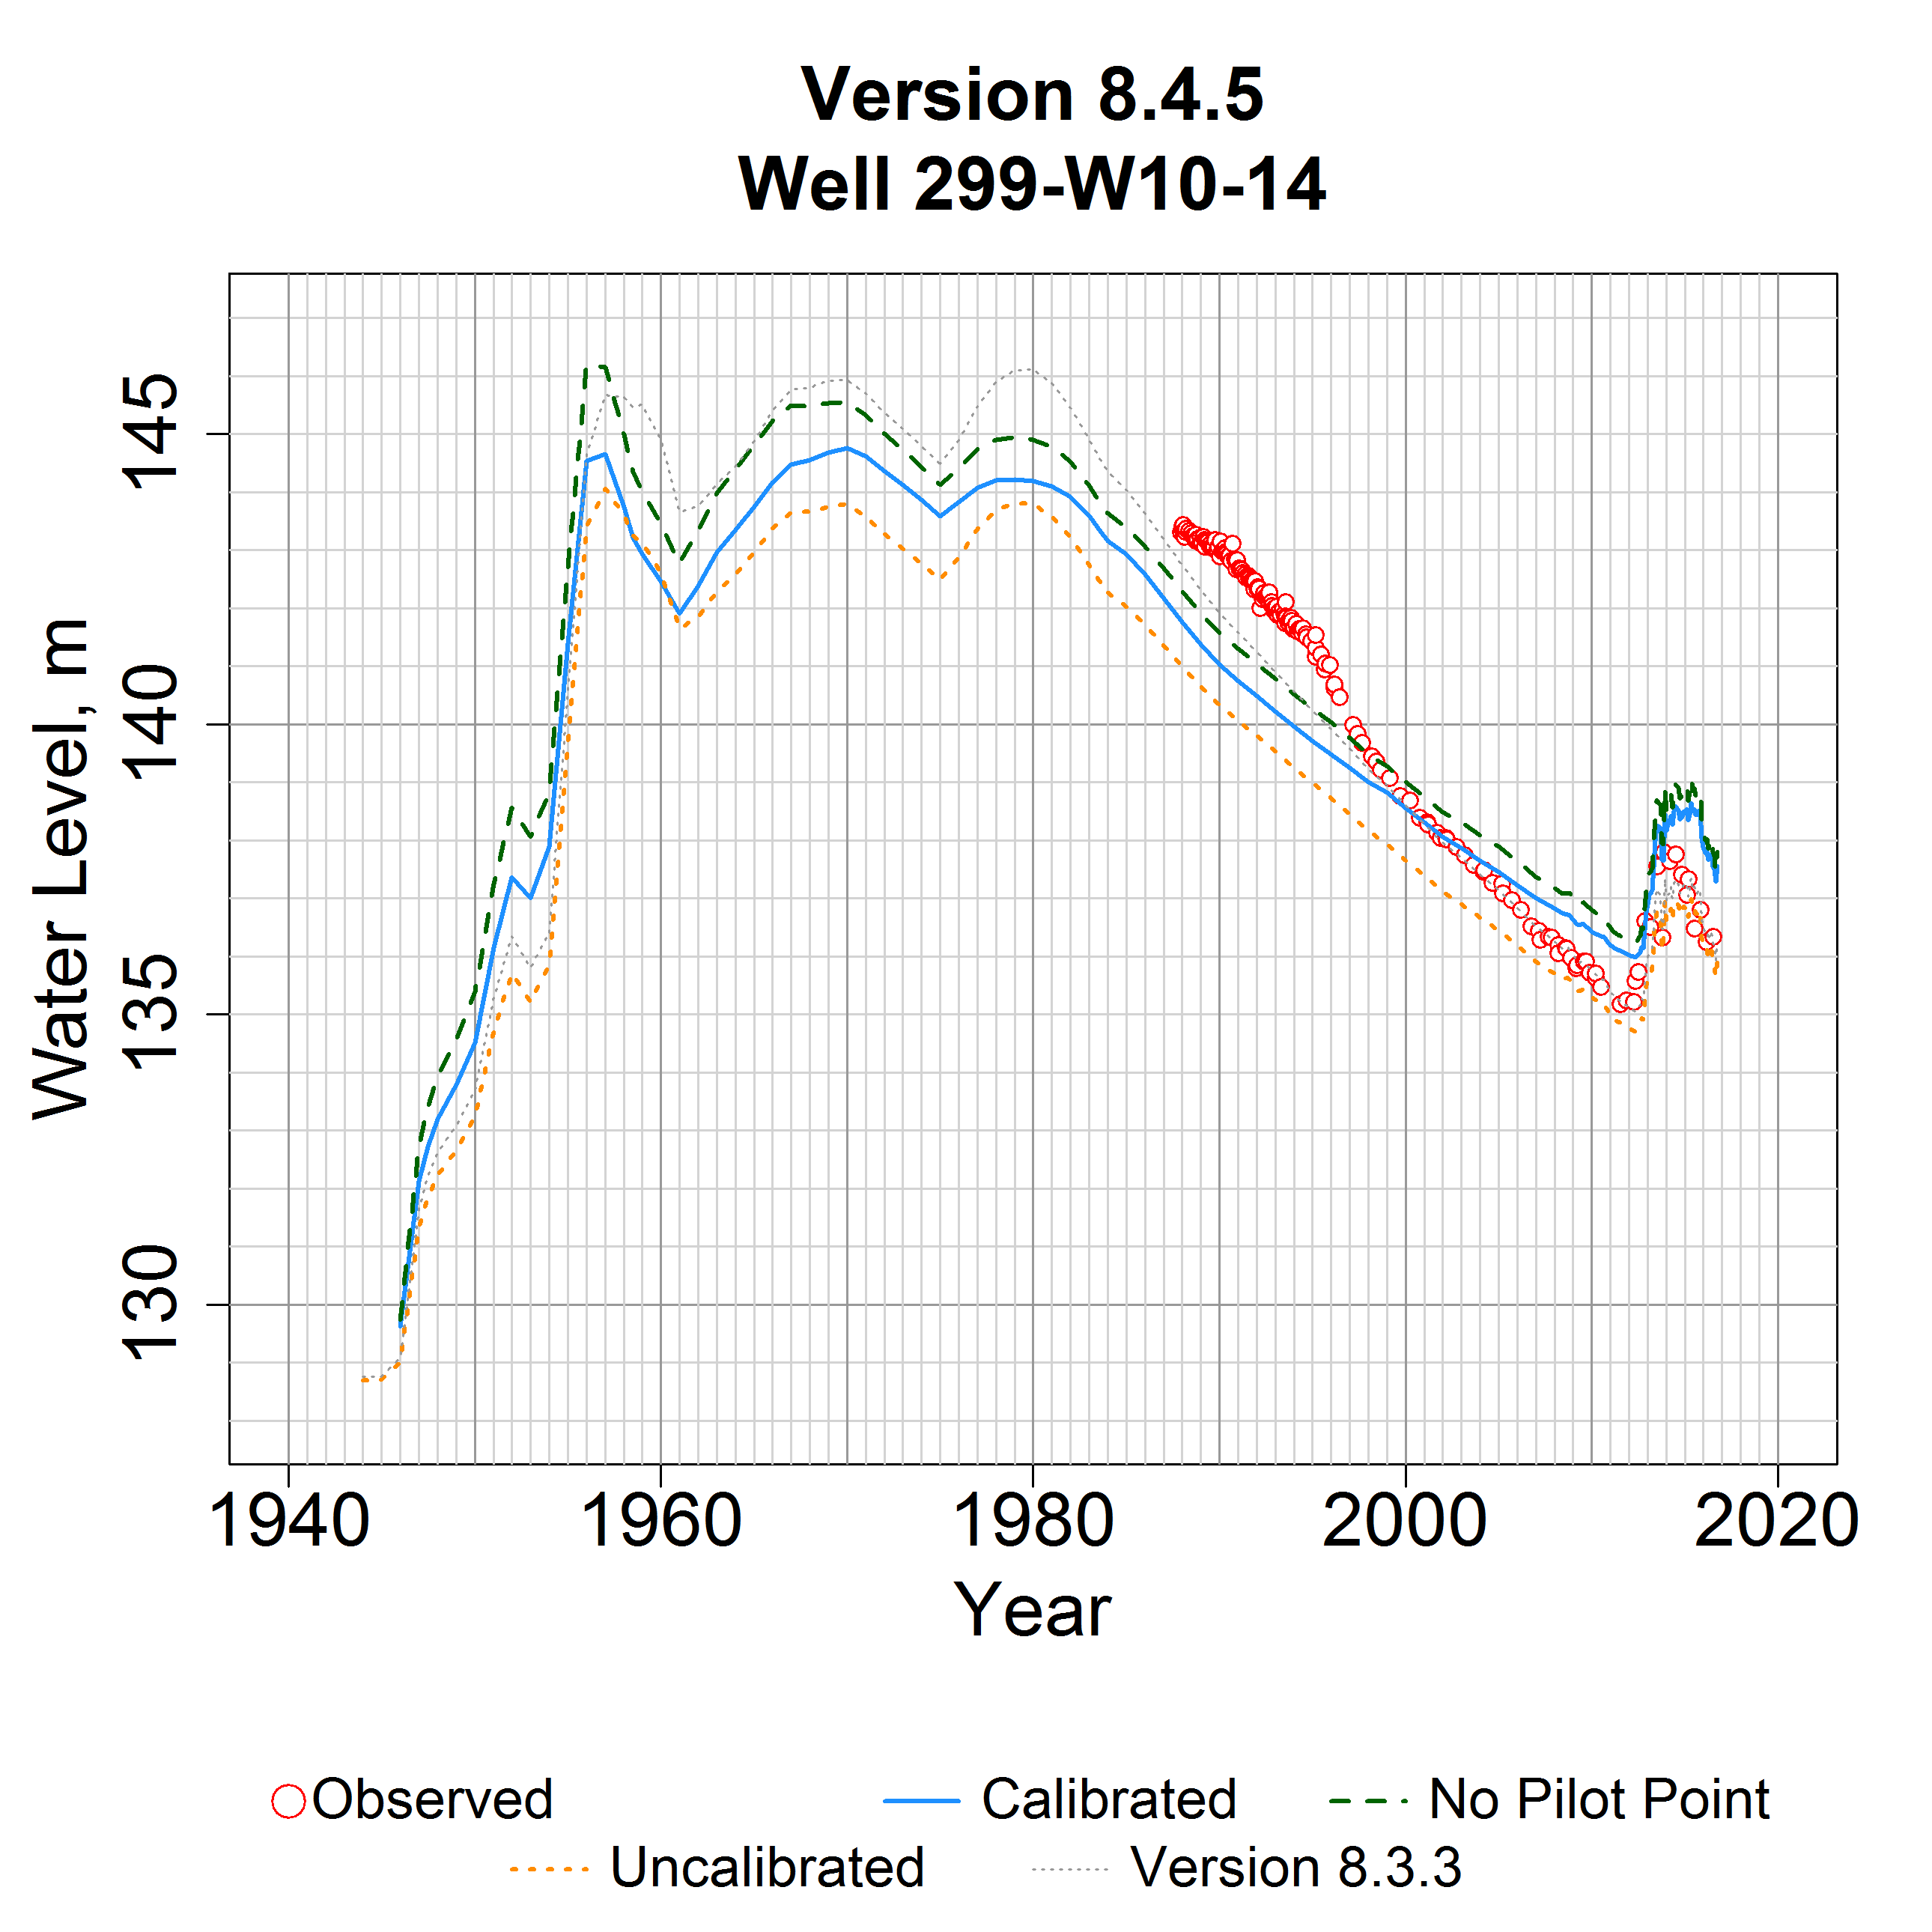 Version 8.4.5
Well 299-W10-14
Water Level, m
145
140
135
130
1940 1960 1980 2000 2020
Year
Observed Calibrated No Pilot Point
Uncalibrated Version 8.3.3